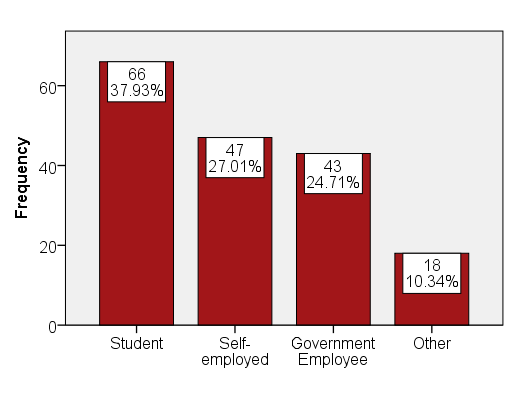 Frequency
60
40
20
0
66
37.93%
47
27.01%
43
24.71%
18
10.34%
Student
Self-
employed
Government
Employee
Other